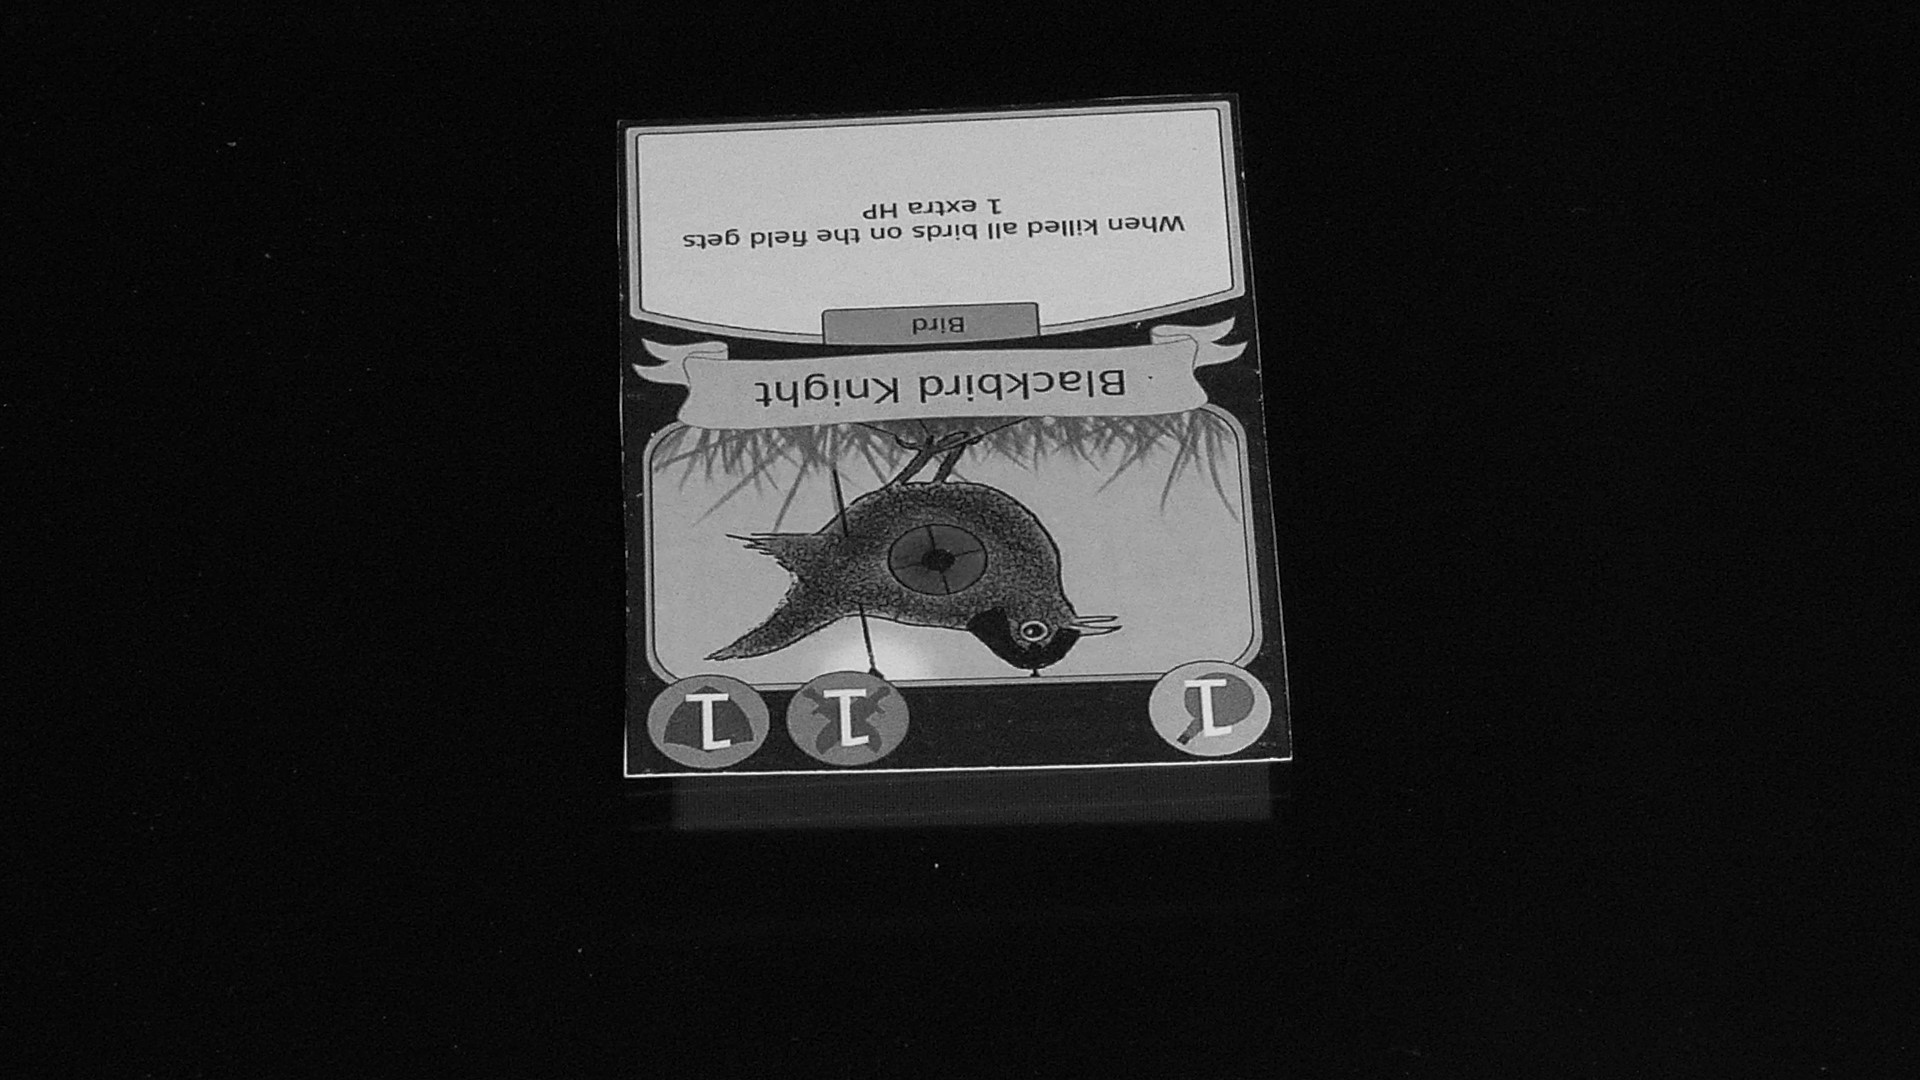 1 1 1
Blackbird Knight
Bird
When killed all birds on the field gets
1 extra HP